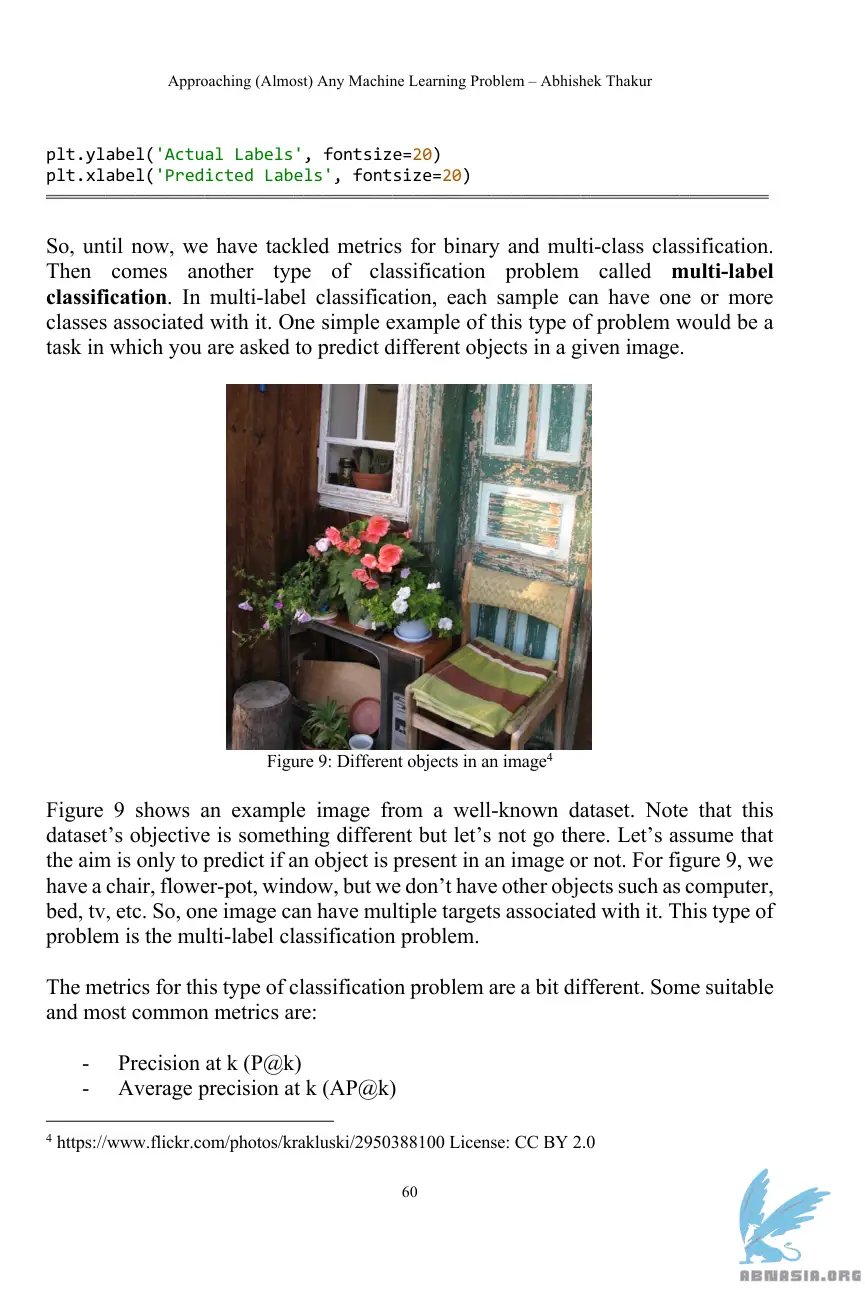 Approaching (Almost) Any Machine Learning Problem – Abhishek Thakur
plt.ylabel('Actual Labels', fontsize=20)
plt.xlabel('Predicted Labels', fontsize=20)
So, until now, we have tackled metrics for binary and multi-class classification.
Then comes another type of classification problem called multi-label
classification. In multi-label classification, each sample can have one or more
classes associated with it. One simple example of this type of problem would be a
task in which you are asked to predict different objects in a given image.
Figure 9: Different objects in an image4
Figure 9 shows an example image from a well-known dataset. Note that this
dataset’s objective is something different but let’s not go there. Let’s assume that
the aim is only to predict if an object is present in an image or not. For figure 9, we
have a chair, flower-pot, window, but we don’t have other objects such as computer,
bed, tv, etc. So, one image can have multiple targets associated with it. This type of
problem is the multi-label classification problem.
The metrics for this type of classification problem are a bit different. Some suitable
and most common metrics are:
- Precision at k (P@k)
- Average precision at k (AP@k)
4 https://www.flickr.com/photos/krakluski/2950388100 License: CC BY 2.0
60
ABNASIA.ORG